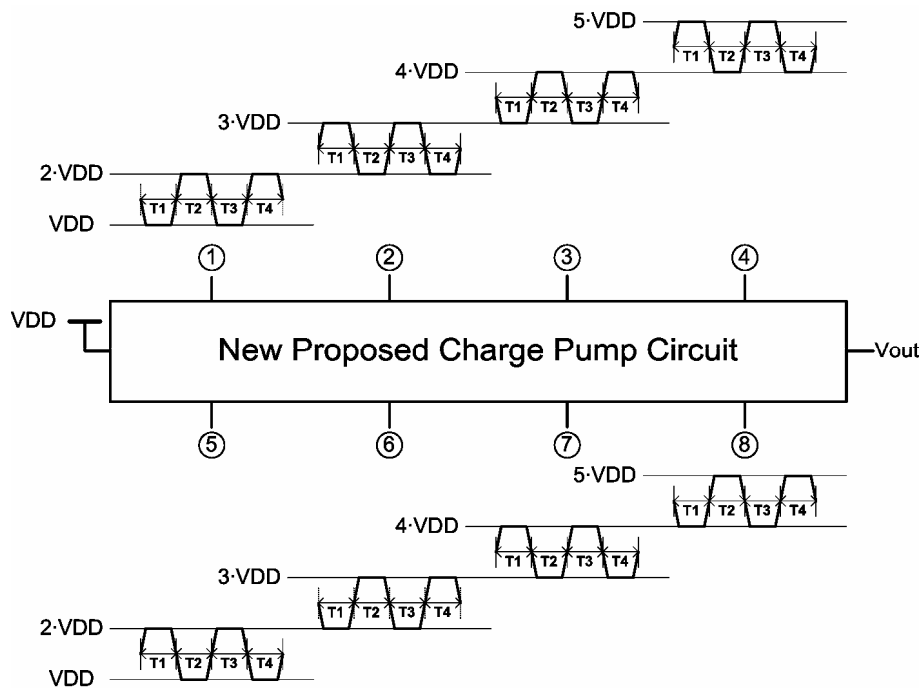 5·VDD
T1 T2 T3 T4
4·VDD
T1 T2 T3 T4
3·VDD
T1 T2 T3 T4
2·VDD
T1 T2 T3 T4
VDD
① ② ③ ④
VDD
New Proposed Charge Pump Circuit
Vout
⑤ ⑥ ⑦ ⑧
5·VDD
T1 T2 T3 T4
4·VDD
T1 T2 T3 T4
3·VDD
T1 T2 T3 T4
2·VDD
T1 T2 T3 T4
VDD